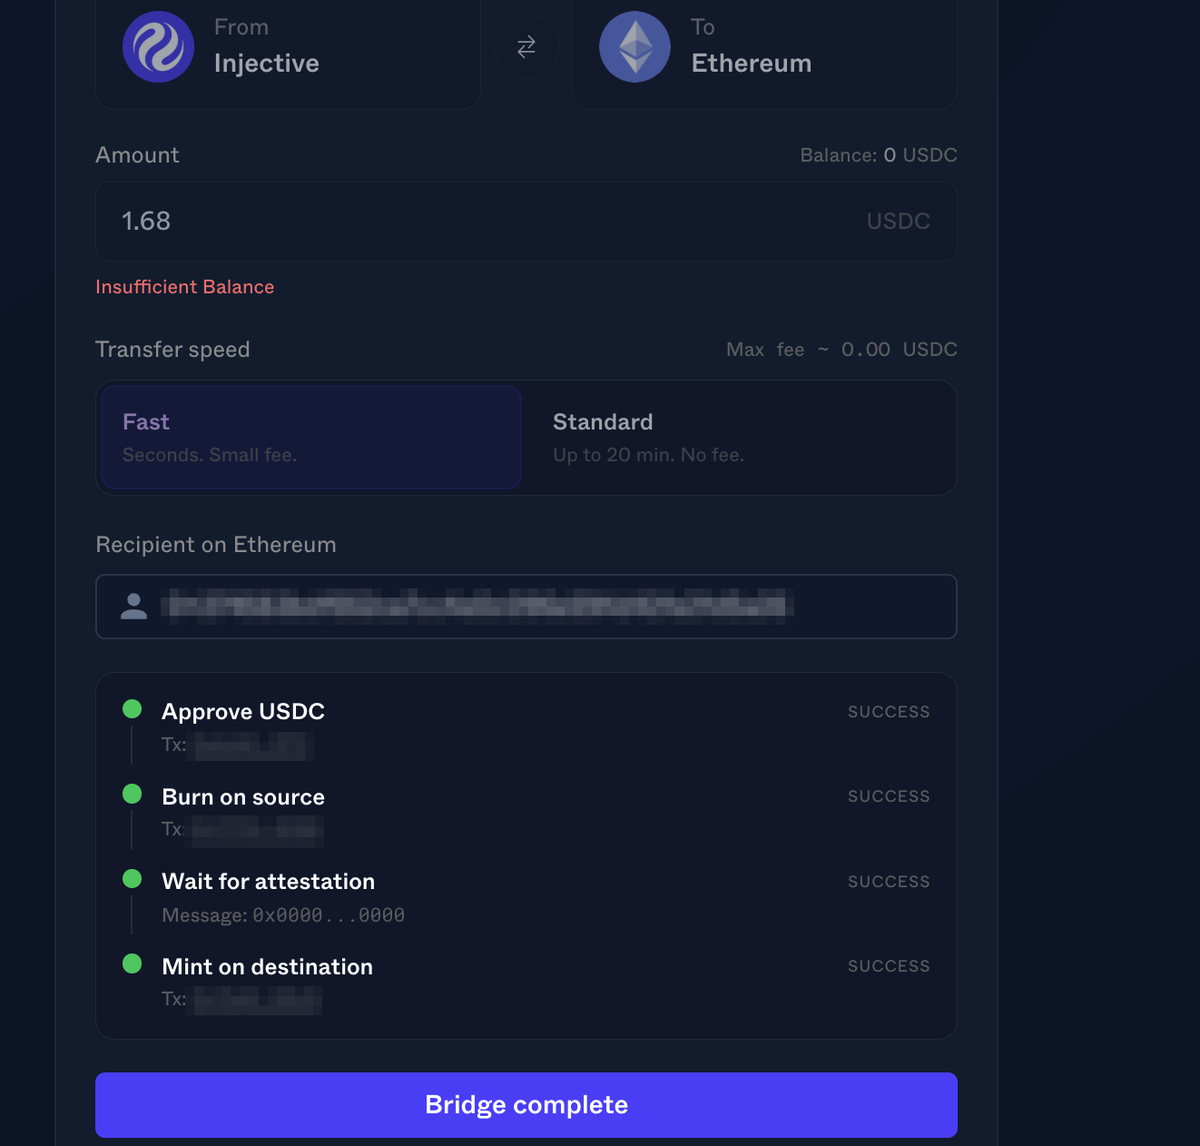 From
Injective
To
Ethereum
Amount
Balance: 0 USDC
1.68
USDC
Insufficient Balance
Transfer speed
Max fee ~ 0.00 USDC
Fast
Seconds. Small fee.
Standard
Up to 20 min. No fee.
Recipient on Ethereum
Approve USDC
SUCCESS
Tx:
Burn on source
SUCCESS
Tx:
Wait for attestation
SUCCESS
Message: 0x0000...0000
Mint on destination
SUCCESS
Tx:
Bridge complete